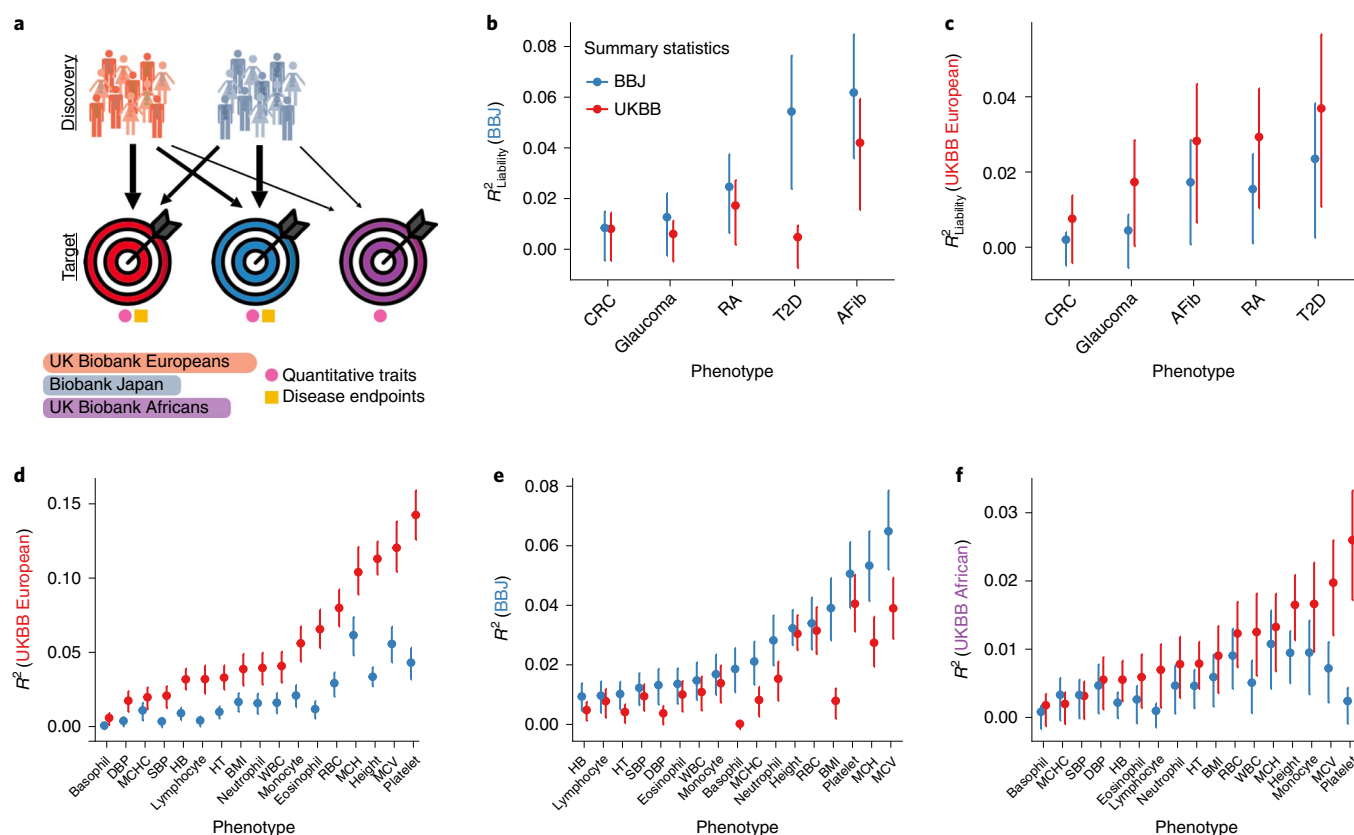 a
Discovery
Target
UK Biobank Europeans
Biobank Japan
UK Biobank Africans
Quantitative traits
Disease endpoints
b
Summary statistics
BBJ
UKBB
R²Liability (BBJ)
0.08
0.06
0.04
0.02
0.00
CRC
Glaucoma
RA
T2D
AFib
Phenotype
c
R²Liability (UKBB European)
0.04
0.02
0.00
CRC
Glaucoma
AFib
RA
T2D
Phenotype
d
R² (UKBB European)
0.15
0.10
0.05
0.00
Basophil
DBP
MCHC
SBP
HB
Lymphocyte
HT
BMI
Neutrophil
WBC
Monocyte
Eosinophil
RBC
MCH
Height
MCV
Platelet
Phenotype
e
R² (BBJ)
0.08
0.06
0.04
0.02
0.00
HB
Lymphocyte
HT
SBP
DBP
Eosinophil
WBC
Monocyte
Basophil
MCHC
Neutrophil
Height
RBC
BMI
Platelet
MCH
MCV
Phenotype
f
R² (UKBB African)
0.03
0.02
0.01
0.00
Basophil
MCHC
SBP
DBP
HB
Eosinophil
Lymphocyte
Neutrophil
HT
BMI
RBC
WBC
MCH
Height
Monocyte
MCV
Platelet
Phenotype